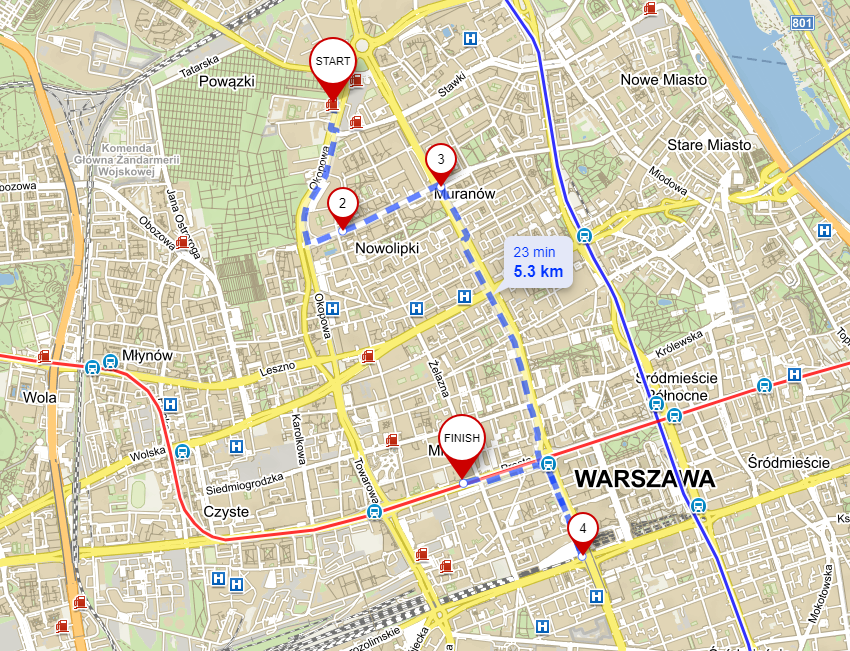 801
Tatarska
START
Powązki
Stawki
Nowe Miasto
Stare Miasto
Komenda
Główna Żandarmerii
Wojskowej
Okopowa
3
Miodowa
Muranów
Jana Ostroroga
Obozowa
2
Nowolipki
23 min
5.3 km
Okopowa
Młynów
Leszno
Żelazna
Królewska
Śródmieście
Północne
Wola
Karolkowa
FINISH
Wolska
Prosta
WARSZAWA
Śródmieście
Siedmiogrodzka
Towarowa
Czyste
4
Mokotowska
H
H
H
H
H
H
H
H
H
H
H
H